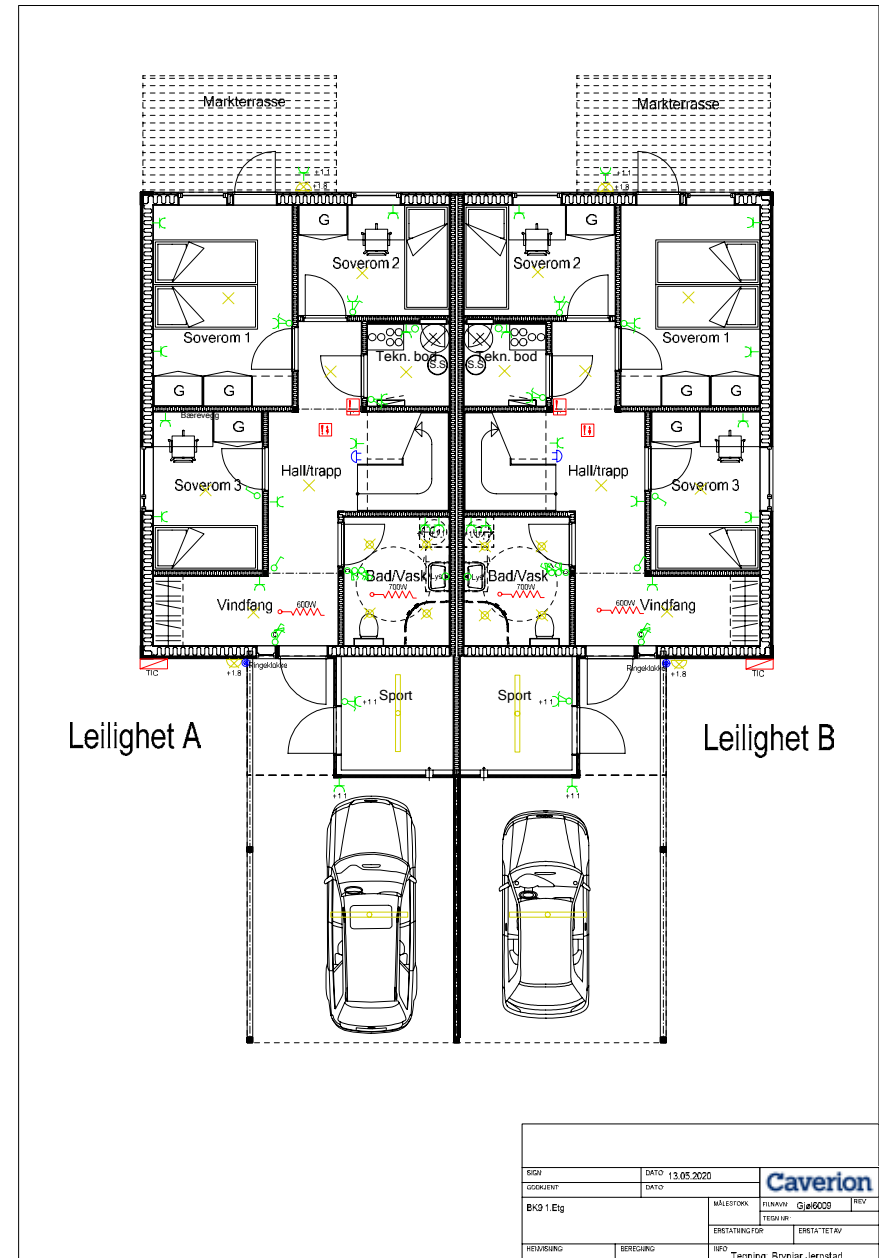 Markterrasse Markterrasse
+1.1 +1.1
+1.8 +1.8
G G
Soverom 2 Soverom 2
Soverom 1 Soverom 1
Tekn. bod Tekn. bod
S.S S.S
G G G G
Bærevegg
G G
Hall/trapp Hall/trapp
Soverom 3 Soverom 3
Bad/Vask Bad/Vask
700W 700W
Vindfang 600W 600W Vindfang
Ringeklokke Ringeklokke
TIC +1.8 +1.8 TIC
Sport Sport
+1.1 +1.1
Leilighet A Leilighet B
+1.1 +1.1
SIGN: DATO: 13.05.2020 Caverion
GODKJENT: DATO:
BK9 1.Etg MÅLESTOKK: FILNAVN: Gjøl6009 REV:
TEGN NR:
ERSTATNING FOR: ERSTATTET AV:
HENVISNING: BEREGNING: INFO:
Tegning: Brynjar Jernstad